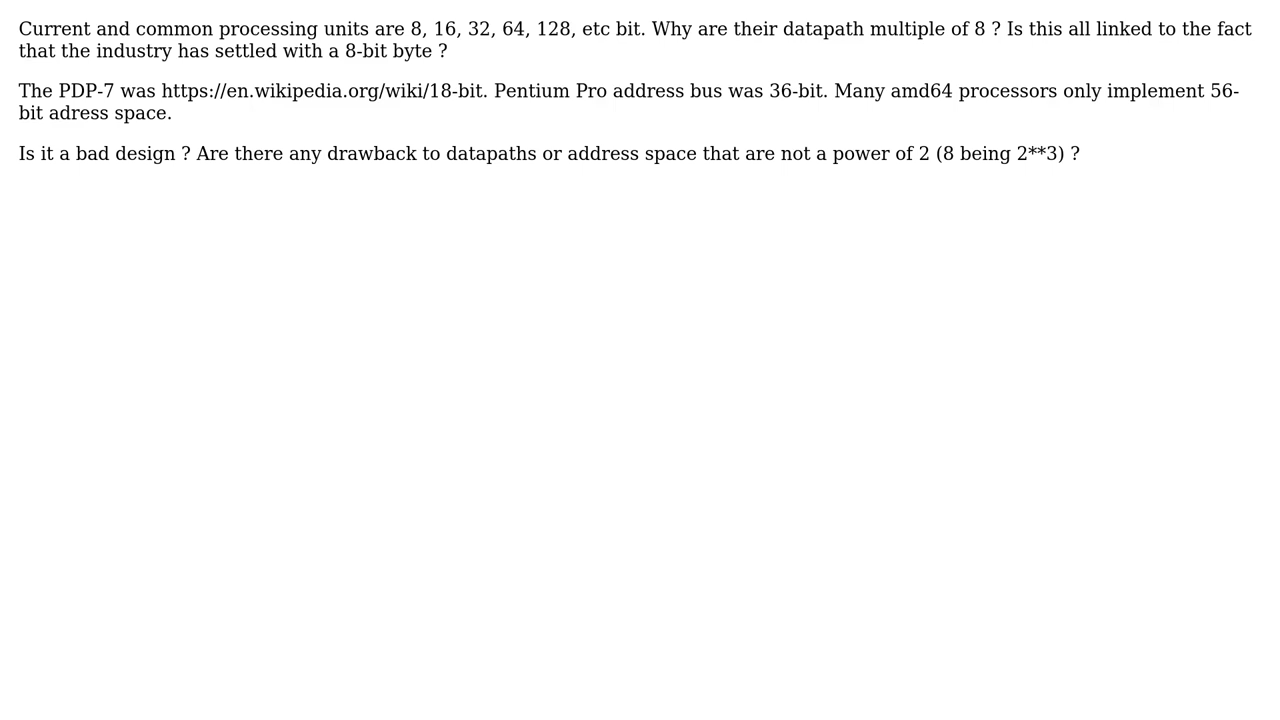 Current and common processing units are 8, 16, 32, 64, 128, etc bit. Why are their datapath multiple of 8 ? Is this all linked to the fact
that the industry has settled with a 8-bit byte ?
The PDP-7 was https://en.wikipedia.org/wiki/18-bit. Pentium Pro address bus was 36-bit. Many amd64 processors only implement 56-
bit adress space.
Is it a bad design ? Are there any drawback to datapaths or address space that are not a power of 2 (8 being 2**3) ?